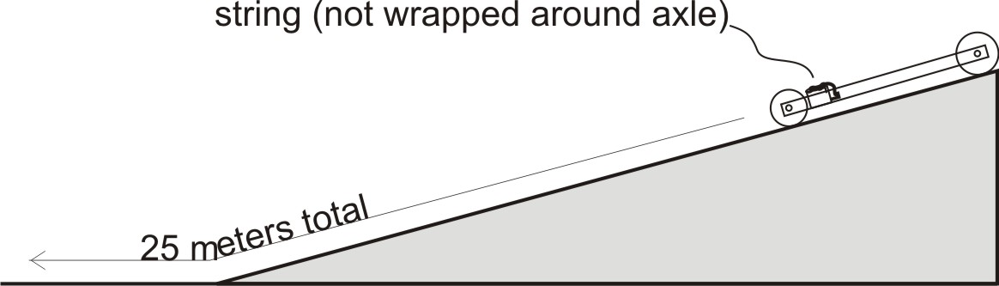 string (not wrapped around axle)
25 meters total